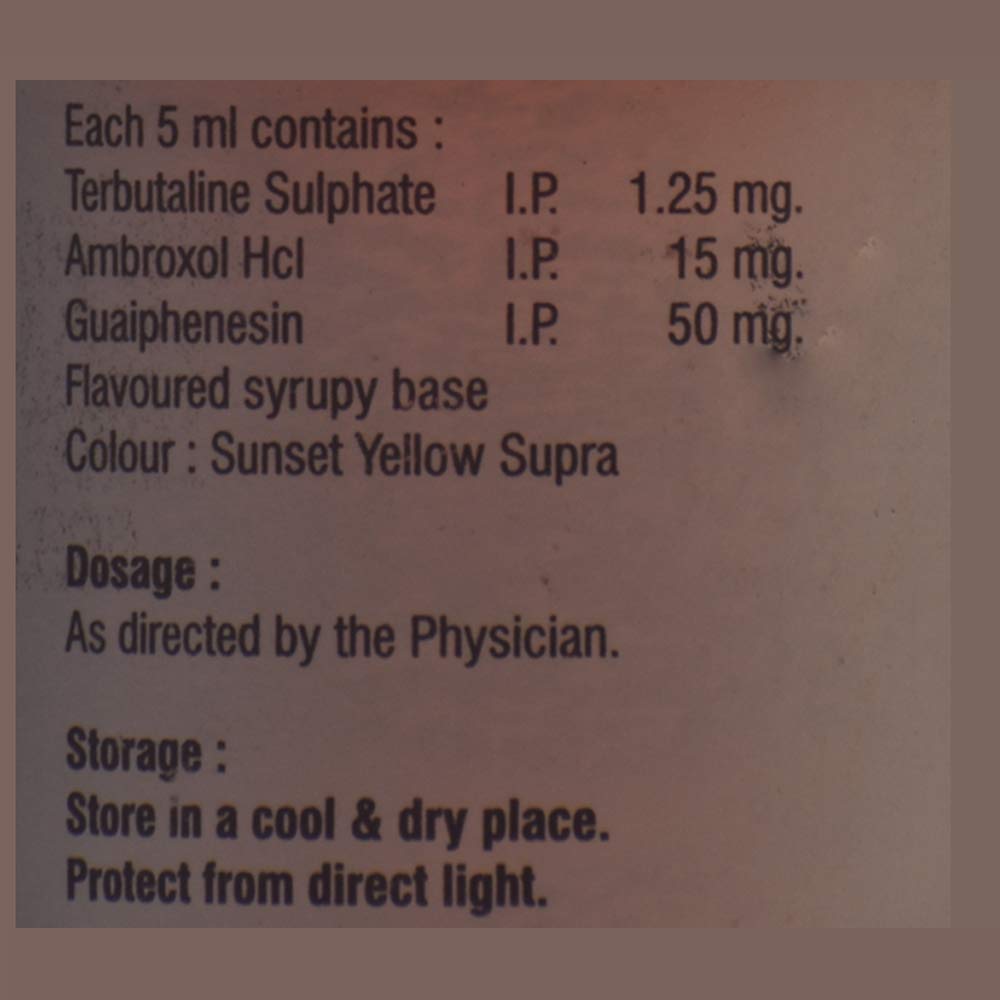 Each 5 ml contains :
Terbutaline Sulphate I.P. 1.25 mg.
Ambroxol Hcl I.P. 15 mg.
Guaiphenesin I.P. 50 mg.
Flavoured syrupy base
Colour : Sunset Yellow Supra
Dosage :
As directed by the Physician.
Storage :
Store in a cool & dry place.
Protect from direct light.